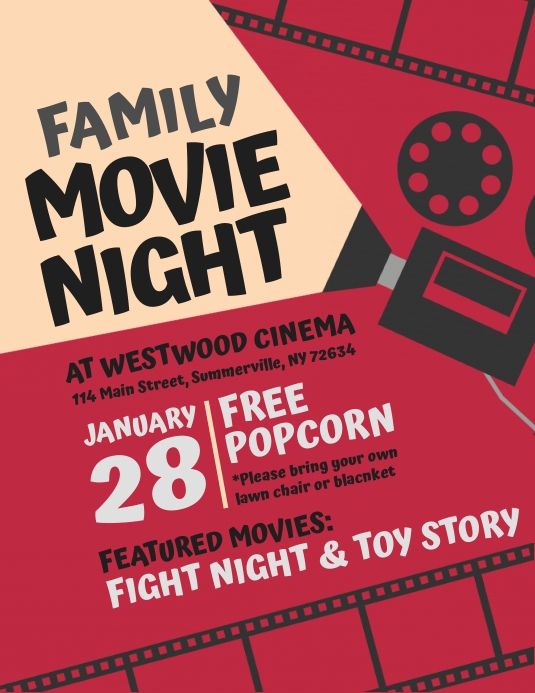 FAMILY
MOVIE
NIGHT
AT WESTWOOD CINEMA
114 Main Street, Summerville, NY 72634
JANUARY
28
FREE
POPCORN
*Please bring your own
lawn chair or blacnket
FEATURED MOVIES:
FIGHT NIGHT & TOY STORY